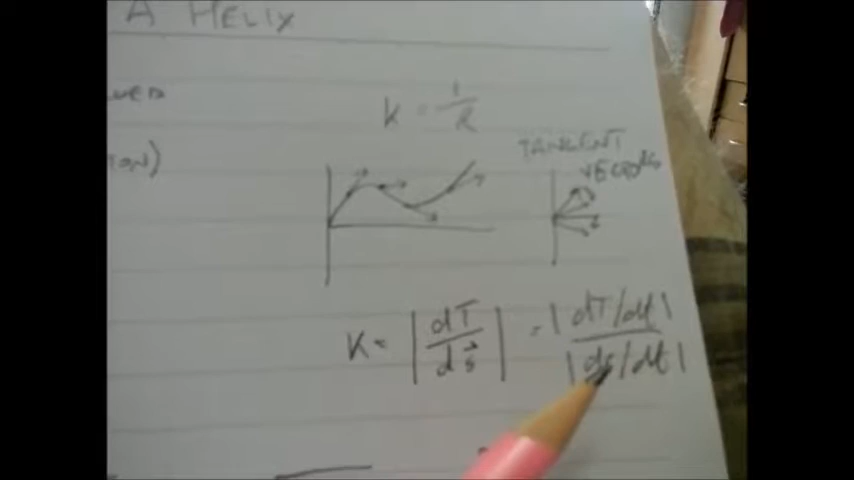 A HELIX
K = 1/R
TANGENT
VECTORS
K = |dT/ds⃗| = |dT/dt| / |ds/dt|